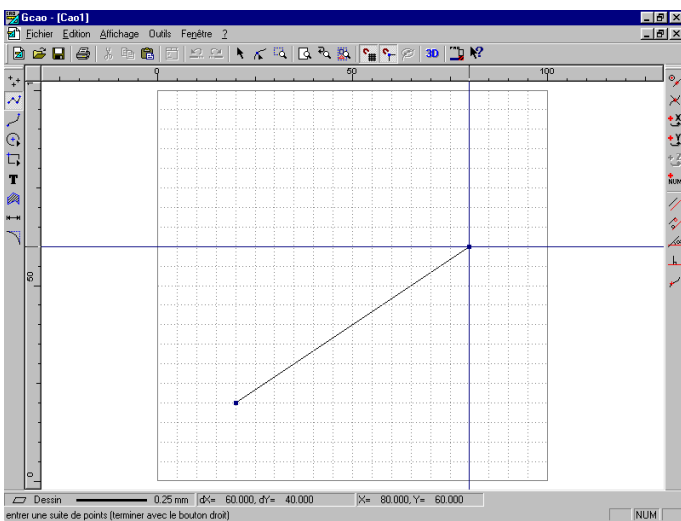 Gcao - [Cao1]
Fichier Edition Affichage Outils Fenêtre ?
3D
0 50 100
X
Y
Z
T
NUM
50
0
Dessin 0.25 mm dX= 60.000, dY= 40.000 X= 80.000, Y= 60.000
entrer une suite de points (terminer avec le bouton droit) NUM